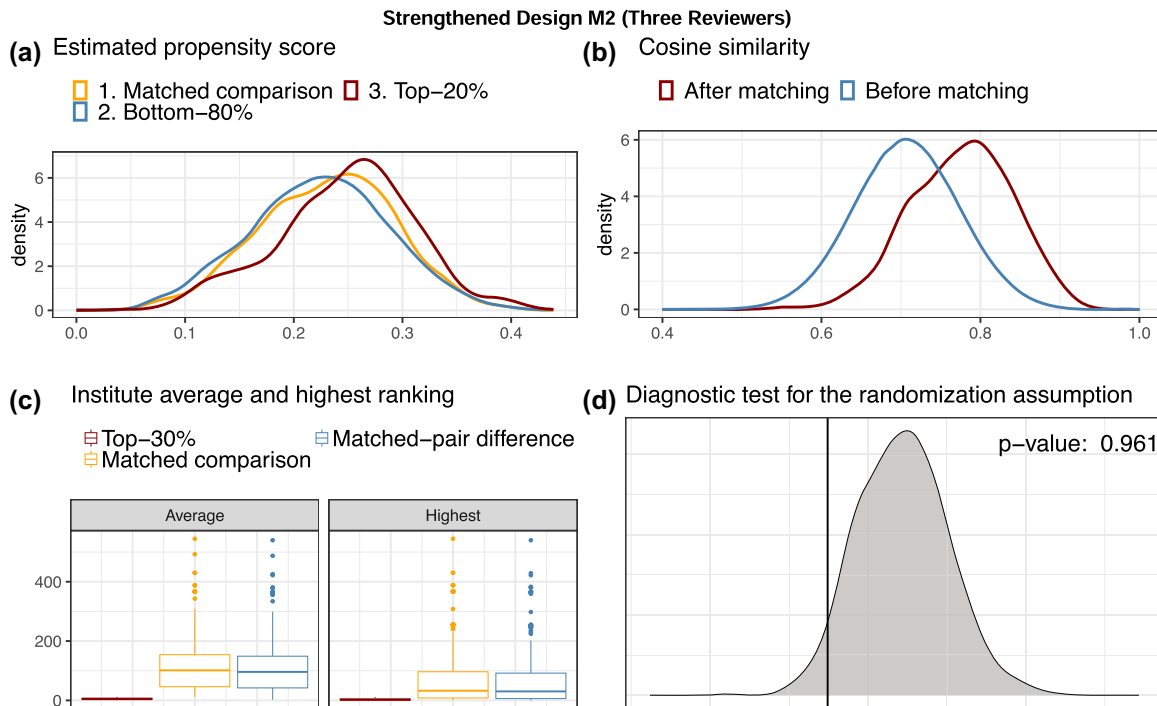 Strengthened Design M2 (Three Reviewers)
(a) Estimated propensity score
1. Matched comparison 3. Top−20%
2. Bottom−80%
density
6
4
2
0
0.0 0.1 0.2 0.3 0.4
(b) Cosine similarity
After matching Before matching
density
6
4
2
0
0.4 0.6 0.8 1.0
(c) Institute average and highest ranking
Top−30% Matched−pair difference
Matched comparison
Average Highest
400
200
0
(d) Diagnostic test for the randomization assumption
p−value: 0.961